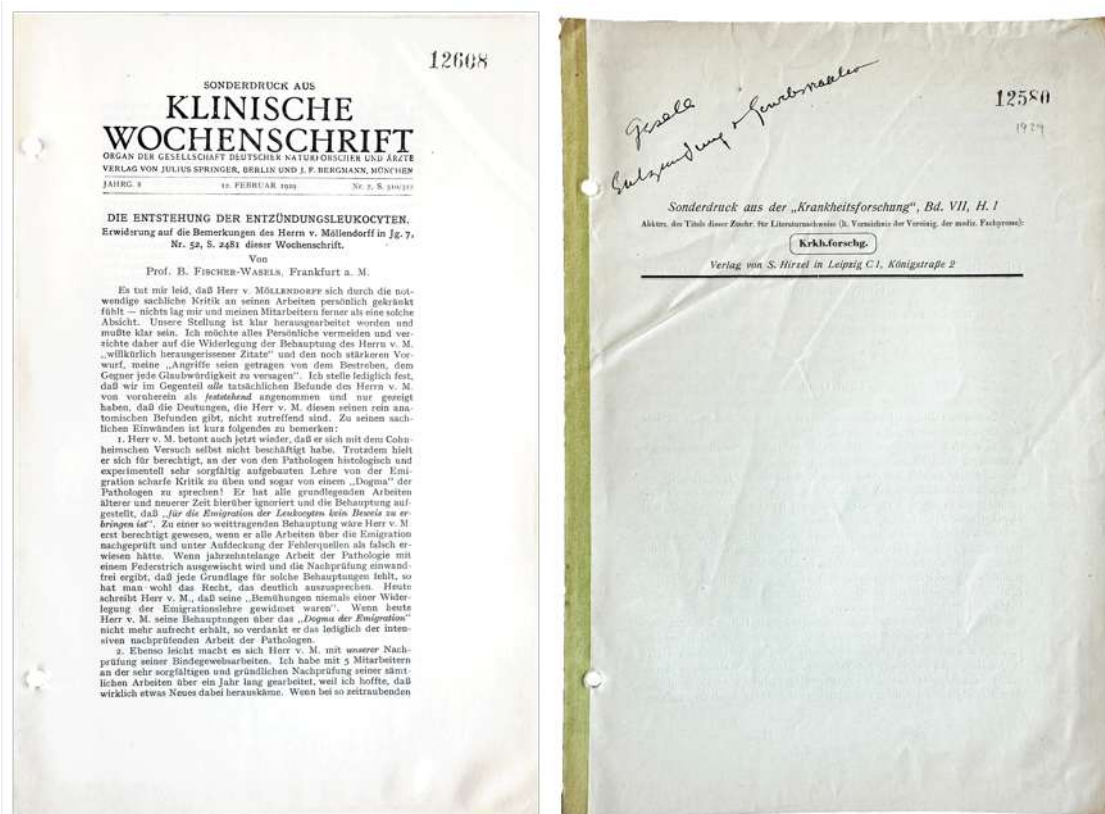 12608
SONDERDRUCK AUS
KLINISCHE
WOCHENSCHRIFT
ORGAN DER GESELLSCHAFT DEUTSCHER NATURFORSCHER UND ÄRZTE
VERLAG VON JULIUS SPRINGER, BERLIN UND J. F. BERGMANN, MÜNCHEN
JAHRG. 8 12. FEBRUAR 1929 Nr. 7, S.
DIE ENTSTEHUNG DER ENTZÜNDUNGSLEUKOCYTEN.
Erwiderung auf die Bemerkungen des Herrn v. Möllendorff in Jg. 7,
Nr. 52, S. 2481 dieser Wochenschrift.
Von
Prof. B. FISCHER-WASELS, Frankfurt a. M.
Es tut mir leid, daß Herr v. MÖLLENDORFF sich durch die not-
wendige sachliche Kritik an seinen Arbeiten persönlich gekränkt
fühlt — nichts lag mir und meinen Mitarbeitern ferner als eine solche
Absicht. Unsere Stellung ist klar herausgearbeitet worden und
mußte klar sein. Ich möchte alles Persönliche vermeiden und ver-
zichte daher auf die Widerlegung der Behauptung des Herrn v. M.
„willkürlich herausgerissener Zitate“ und den noch stärkeren Vor-
wurf, meine „Angriffe seien getragen von dem Bestreben, dem
Gegner jede Glaubwürdigkeit zu versagen“. Ich stelle lediglich fest,
daß wir im Gegenteil alle tatsächlichen Befunde des Herrn v. M.
von vornherein als feststehend angenommen und nur gezeigt
haben, daß die Deutungen, die Herr v. M. diesen seinen rein ana-
tomischen Befunden gibt, nicht zutreffend sind. Zu seinen sach-
lichen Einwänden ist kurz folgendes zu bemerken:
1. Herr v. M. betont auch jetzt wieder, daß er sich mit dem Cohn-
heimschen Versuch selbst nicht beschäftigt habe. Trotzdem hielt
er sich für berechtigt, an der von den Pathologen histologisch und
experimentell sehr sorgfältig aufgebauten Lehre von der Emi-
gration scharfe Kritik zu üben und sogar von einem „Dogma“ der
Pathologen zu sprechen! Er hat alle grundlegenden Arbeiten
älterer und neuerer Zeit hierüber ignoriert und die Behauptung auf-
gestellt, daß „für die Emigration der Leukocyten kein Beweis zu er-
bringen ist“. Zu einer so weittragenden Behauptung wäre Herr v. M
erst berechtigt gewesen, wenn er alle Arbeiten über die Emigration
nachgeprüft und unter Aufdeckung der Fehlerquellen als falsch er-
wiesen hätte. Wenn jahrzehntelange Arbeit der Pathologie mit
einem Federstrich ausgewischt wird und die Nachprüfung einwand-
frei ergibt, daß jede Grundlage für solche Behauptungen fehlt, so
hat man wohl das Recht, das deutlich auszusprechen. Heute
schreibt Herr v. M., daß seine „Bemühungen niemals einer Wider-
legung der Emigrationslehre gewidmet waren“. Wenn heute
Herr v. M. seine Behauptungen über das „Dogma der Emigration“
nicht mehr aufrecht erhält, so verdankt er das lediglich der inten-
siven nachprüfenden Arbeit der Pathologen.
2. Ebenso leicht macht es sich Herr v. M. mit unserer Nach-
prüfung seiner Bindegewebsarbeiten. Ich habe mit 5 Mitarbeitern
an der sehr sorgfältigen und gründlichen Nachprüfung seiner sämt-
lichen Arbeiten über ein Jahr lang gearbeitet, weil ich hoffte, daß
wirklich etwas Neues dabei herauskäme. Wenn bei so zeitraubenden
Gesell
Entzündung
12580
1929
Sonderdruck aus der „Krankheitsforschung“, Bd. VII, H. 1
Abkürz. des Titels dieser Ztschr. für Literaturnachweise (lt. Verzeichnis der Vereinig. der mediz. Fachpresse):
Krkh.forschg.
Verlag von S. Hirzel in Leipzig C 1, Königstraße 2